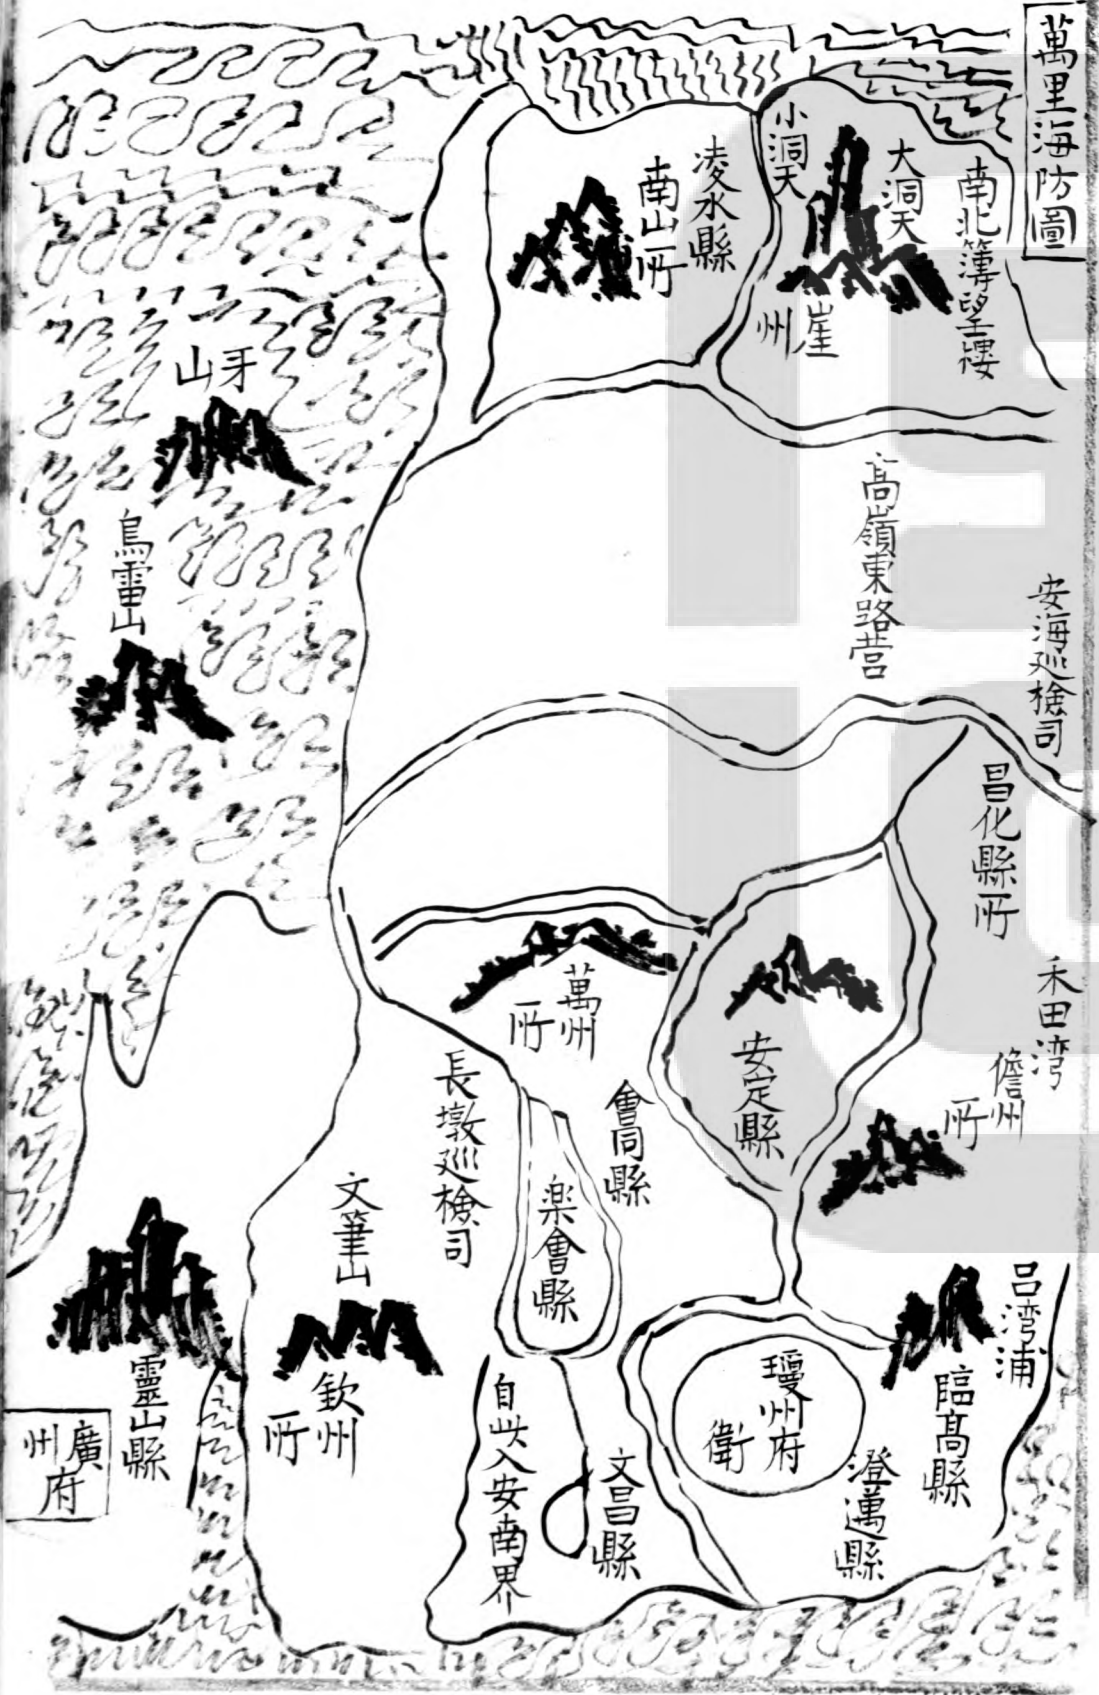 萬里海防圖
南北簿望樓
大洞天
小洞天
崖州
凌水縣
南山所
牙山
烏雷山
高嶺東路营
安海廵撿司
昌化縣所
禾田湾
儋州所
安定縣
萬州所
會同縣
楽會縣
長墩廵檢司
文筆山
欽州所
靈山縣
廣州府
呂湾浦
臨高縣
澄邁縣
瓊州府
衛
文昌縣
自此入安南界